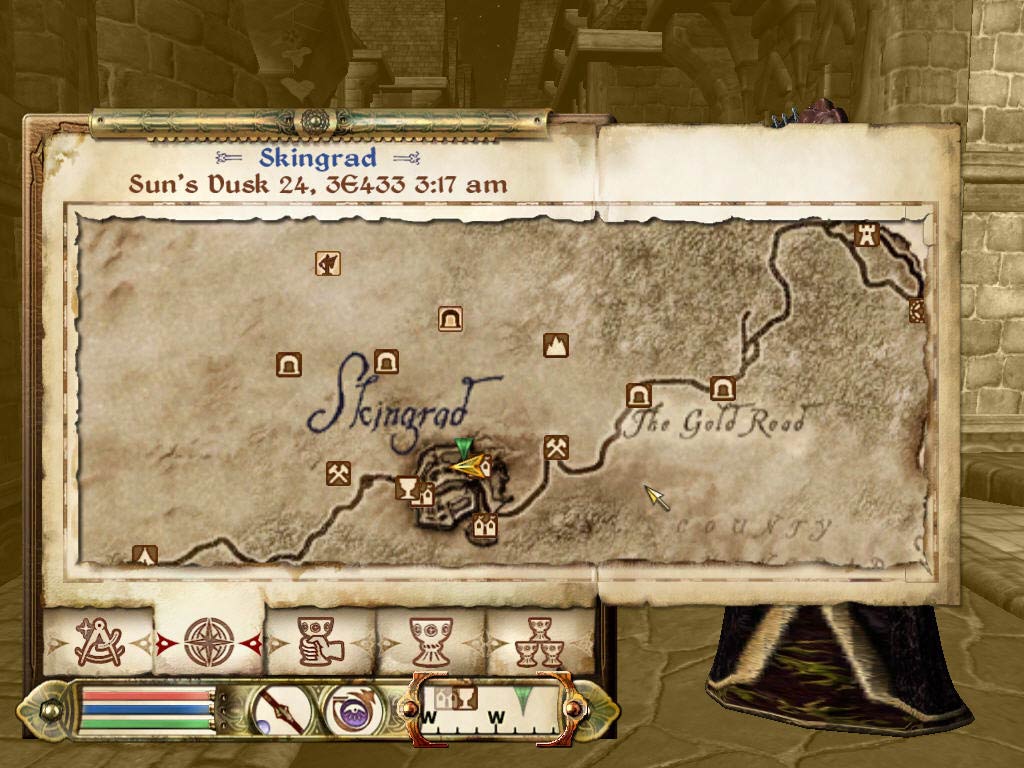 Skingrad
Sun's Dusk 24, 3E433 3:17 am
Skingrad
The Gold Road
COUNTY
W W